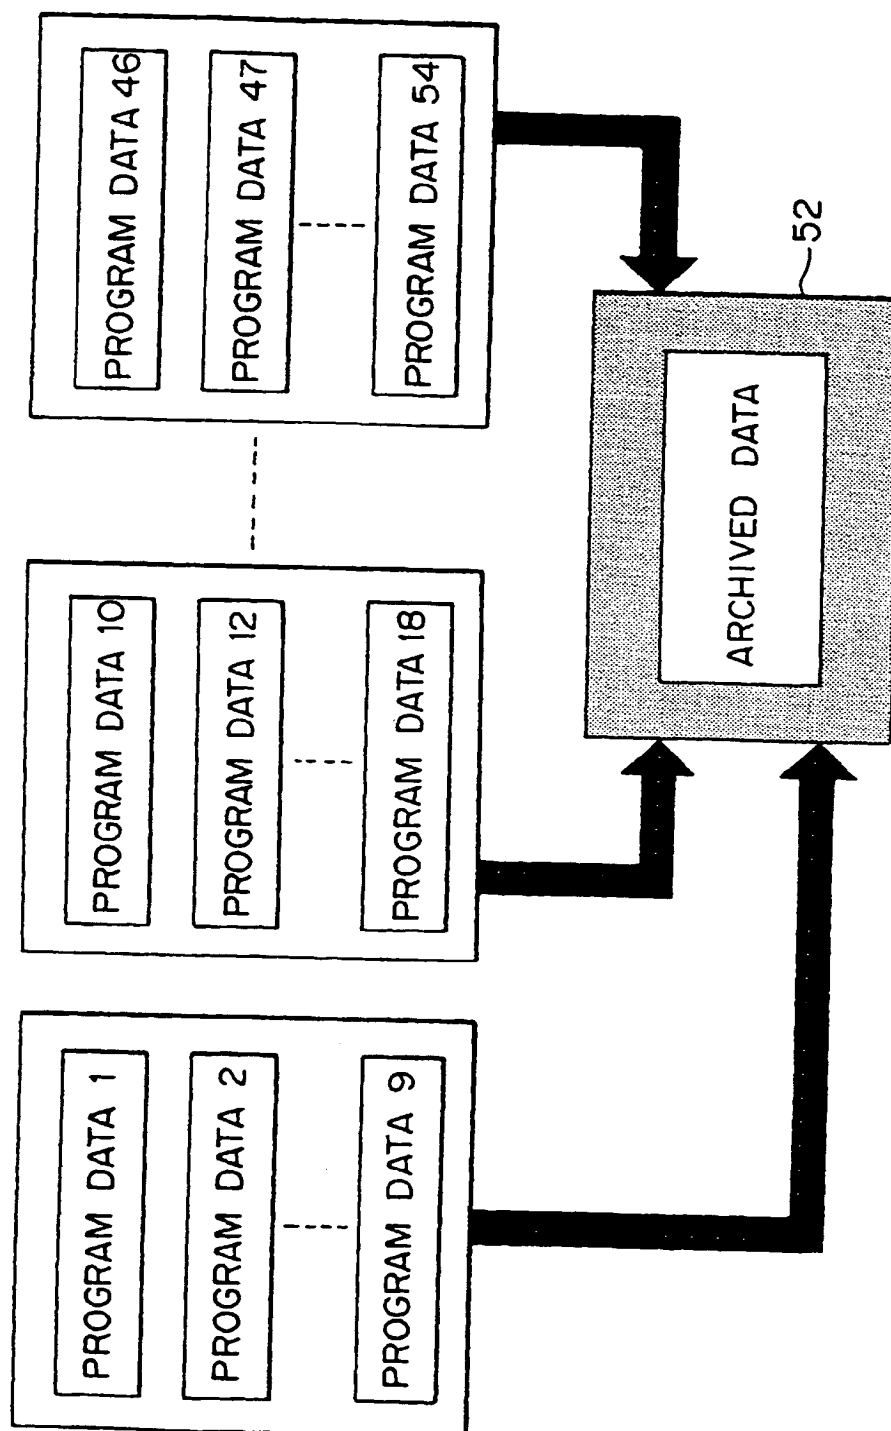 PROGRAM DATA 1
PROGRAM DATA 2
PROGRAM DATA 9
PROGRAM DATA 10
PROGRAM DATA 12
PROGRAM DATA 18
PROGRAM DATA 46
PROGRAM DATA 47
PROGRAM DATA 54
ARCHIVED DATA
52